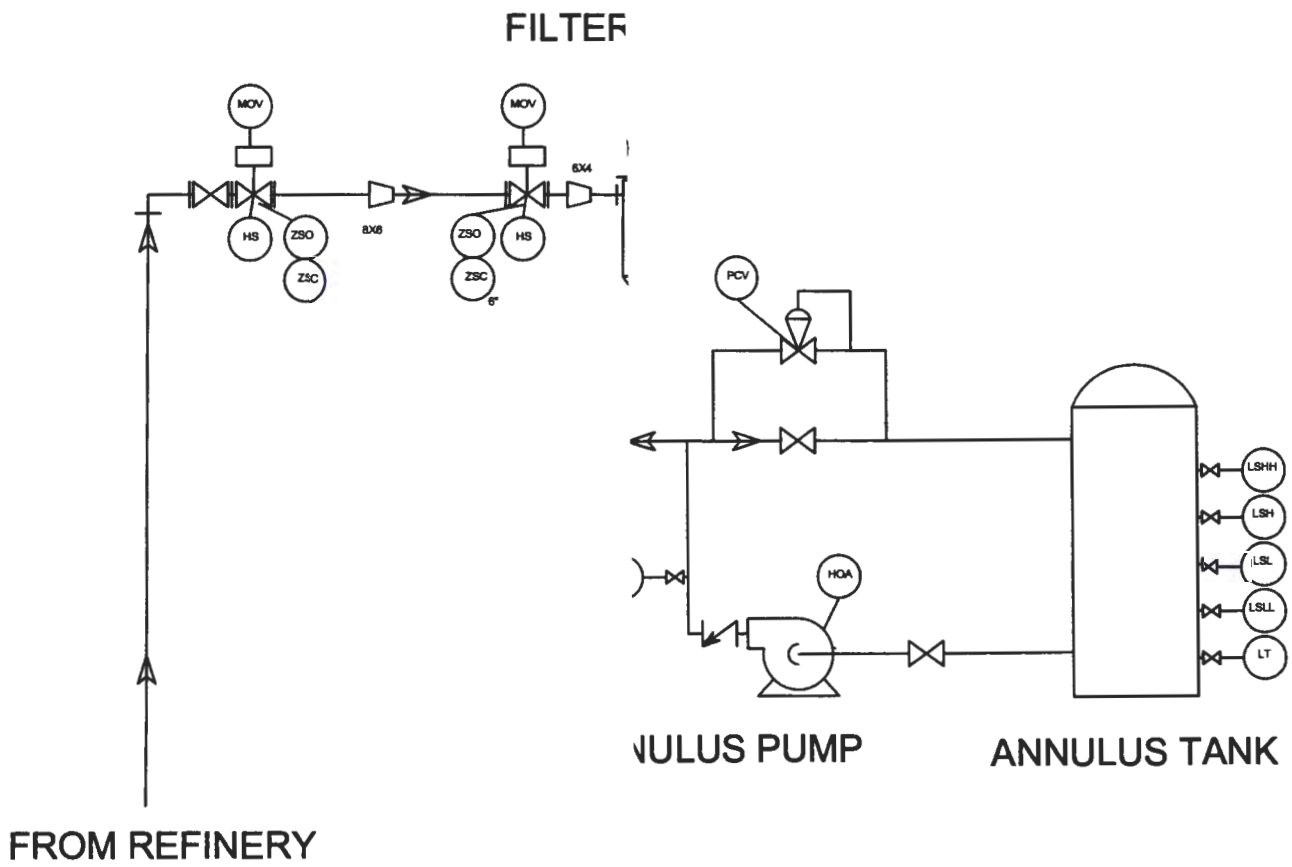 FILTER
MOV
MOV
6X4
HS
ZSO
8X6
ZSO
HS
ZSC
ZSC
6"
PCV
LSHH
LSH
LSL
HOA
LSLL
LT
NULUS PUMP
ANNULUS TANK
FROM REFINERY